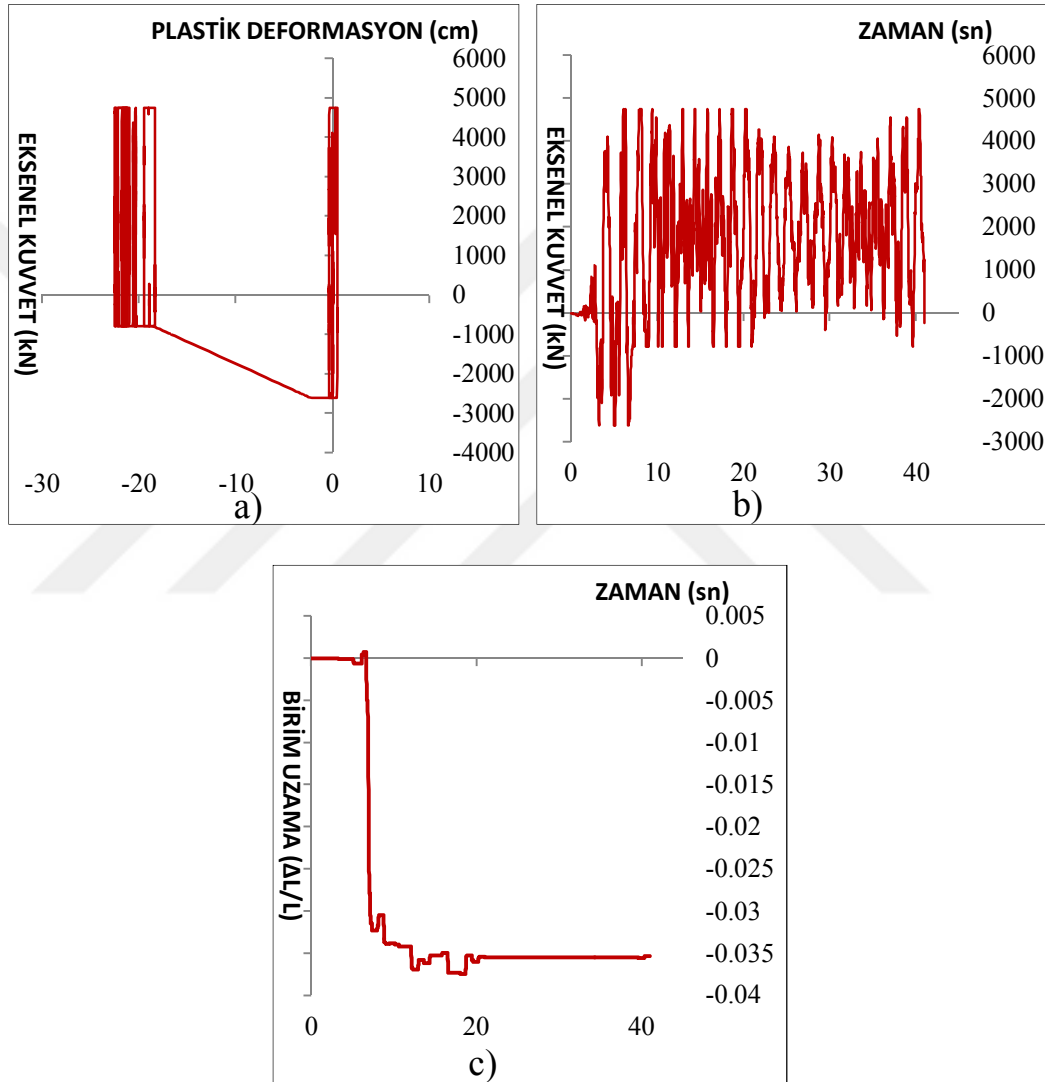 PLASTİK DEFORMASYON (cm)
EKSENEL KUVVET (kN)
6000
5000
4000
3000
2000
1000
0
-1000
-2000
-3000
-4000
-30 -20 -10 0 10
a)
ZAMAN (sn)
EKSENEL KUVVET (kN)
6000
5000
4000
3000
2000
1000
0
-1000
-2000
-3000
0 10 20 30 40
b)
ZAMAN (sn)
BİRİM UZAMA (ΔL/L)
0.005
0
-0.005
-0.01
-0.015
-0.02
-0.025
-0.03
-0.035
-0.04
0 20 40
c)